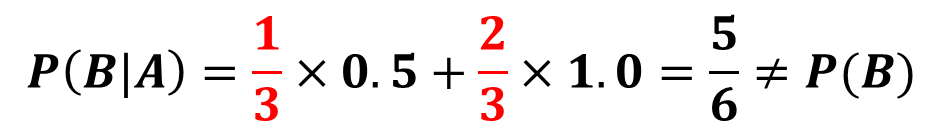 P(B|A) = 1/3 × 0.5 + 2/3 × 1.0 = 5/6 ≠ P(B)